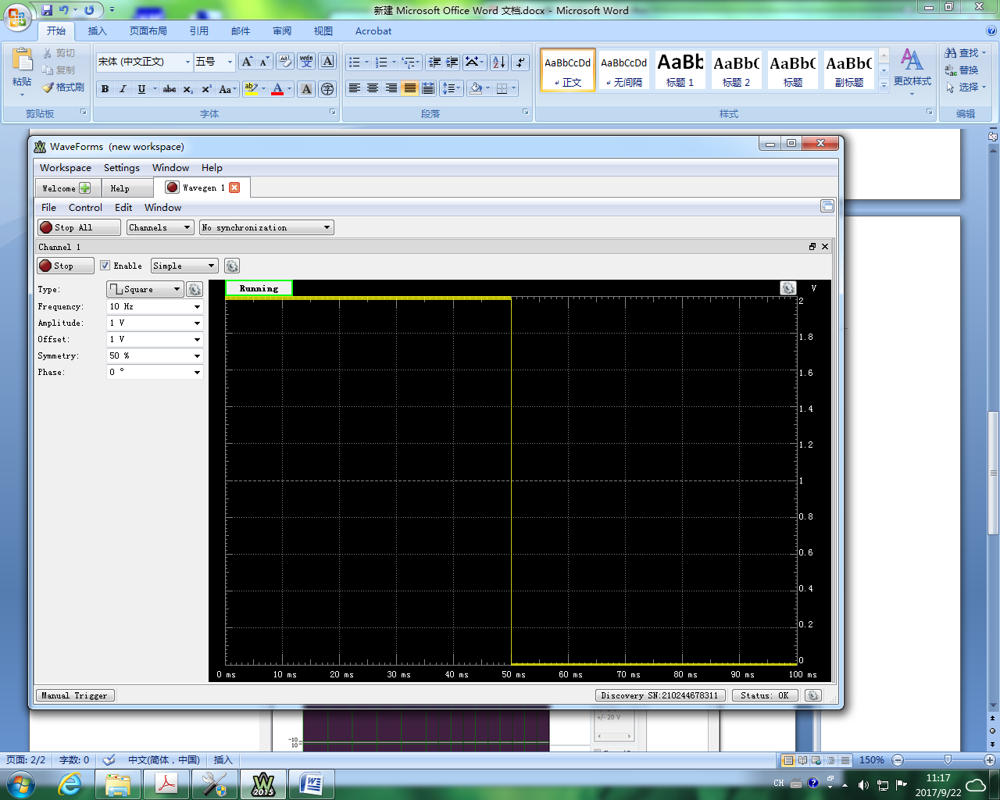 新建 Microsoft Office Word 文档.docx - Microsoft Word
开始 插入 页面布局 引用 邮件 审阅 视图 Acrobat
粘贴 剪切 复制 格式刷
宋体 (中文正文) 五号
AaBbCcDd AaBbCcDd AaBb AaBbC AaBbC AaBbC
正文 无间隔 标题 1 标题 2 标题 副标题
更改样式
查找
替换
选择
剪贴板 字体 段落 样式 编辑
WaveForms (new workspace)
Workspace Settings Window Help
Welcome Help Wavegen 1
File Control Edit Window
Stop All Channels No synchronization
Channel 1
Stop Enable Simple
Type: Square
Frequency: 10 Hz
Amplitude: 1 V
Offset: 1 V
Symmetry: 50 %
Phase: 0 °
Running V
2
1.8
1.6
1.4
1.2
1
0.8
0.6
0.4
0.2
0
0 ms 10 ms 20 ms 30 ms 40 ms 50 ms 60 ms 70 ms 80 ms 90 ms 100 ms
Manual Trigger Discovery SN:210244678311 Status: OK
+/- 20 V
-10
10
页面: 2/2 字数: 0 中文(简体, 中国) 插入 150%
CH 11:17
2017/9/22